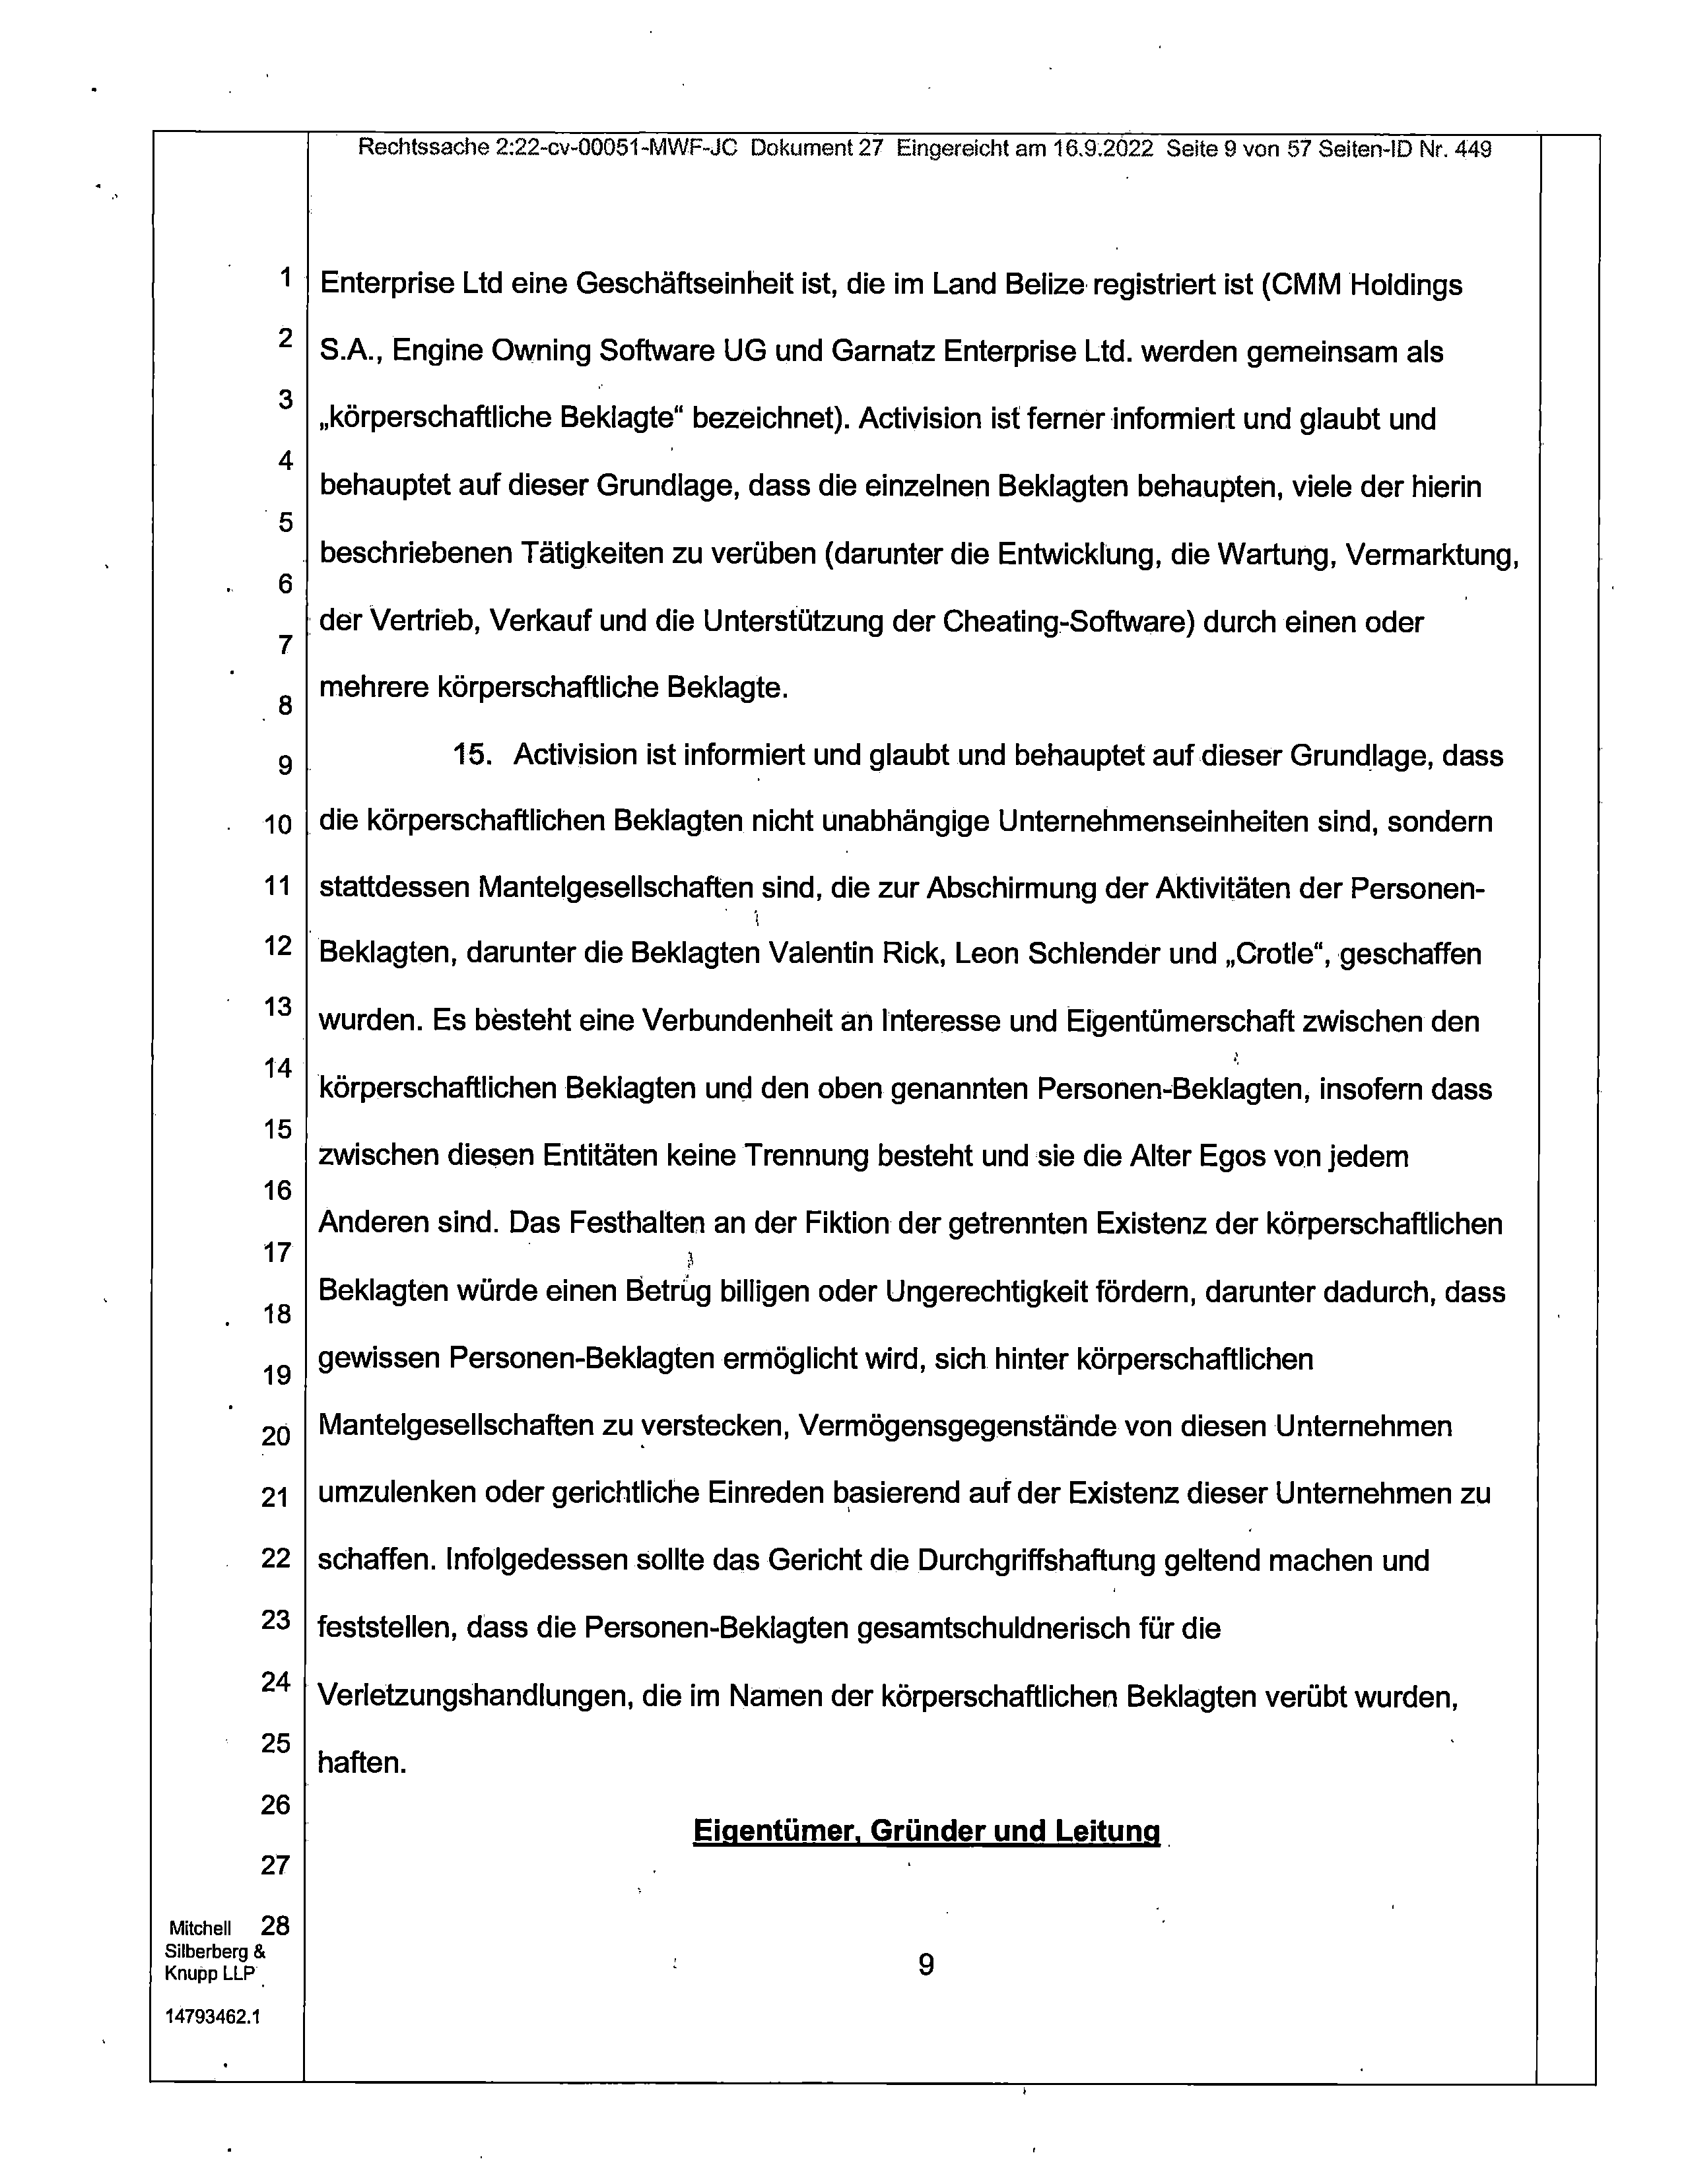 Rechtssache 2:22-cv-00051-MWF-JC Dokument 27 Eingereicht am 16.9.2022 Seite 9 von 57 Seiten-ID Nr. 449
1 Enterprise Ltd eine Geschäftseinheit ist, die im Land Belize registriert ist (CMM Holdings
2 S.A., Engine Owning Software UG und Garnatz Enterprise Ltd. werden gemeinsam als
3 „körperschaftliche Beklagte“ bezeichnet). Activision ist ferner informiert und glaubt und
4 behauptet auf dieser Grundlage, dass die einzelnen Beklagten behaupten, viele der hierin
5 beschriebenen Tätigkeiten zu verüben (darunter die Entwicklung, die Wartung, Vermarktung,
6 der Vertrieb, Verkauf und die Unterstützung der Cheating-Software) durch einen oder
7 mehrere körperschaftliche Beklagte.
8
9 15. Activision ist informiert und glaubt und behauptet auf dieser Grundlage, dass
10 die körperschaftlichen Beklagten nicht unabhängige Unternehmenseinheiten sind, sondern
11 stattdessen Mantelgesellschaften sind, die zur Abschirmung der Aktivitäten der Personen-
12 Beklagten, darunter die Beklagten Valentin Rick, Leon Schlender und „Crotle“, geschaffen
13 wurden. Es besteht eine Verbundenheit an Interesse und Eigentümerschaft zwischen den
14 körperschaftlichen Beklagten und den oben genannten Personen-Beklagten, insofern dass
15 zwischen diesen Entitäten keine Trennung besteht und sie die Alter Egos von jedem
16 Anderen sind. Das Festhalten an der Fiktion der getrennten Existenz der körperschaftlichen
17 Beklagten würde einen Betrug billigen oder Ungerechtigkeit fördern, darunter dadurch, dass
18
19 gewissen Personen-Beklagten ermöglicht wird, sich hinter körperschaftlichen
20 Mantelgesellschaften zu verstecken, Vermögensgegenstände von diesen Unternehmen
21 umzulenken oder gerichtliche Einreden basierend auf der Existenz dieser Unternehmen zu
22 schaffen. Infolgedessen sollte das Gericht die Durchgriffshaftung geltend machen und
23 feststellen, dass die Personen-Beklagten gesamtschuldnerisch für die
24 Verletzungshandlungen, die im Namen der körperschaftlichen Beklagten verübt wurden,
25 haften.
26 Eigentümer, Gründer und Leitung
27
Mitchell 28
Silberberg &
Knupp LLP
9
14793462.1